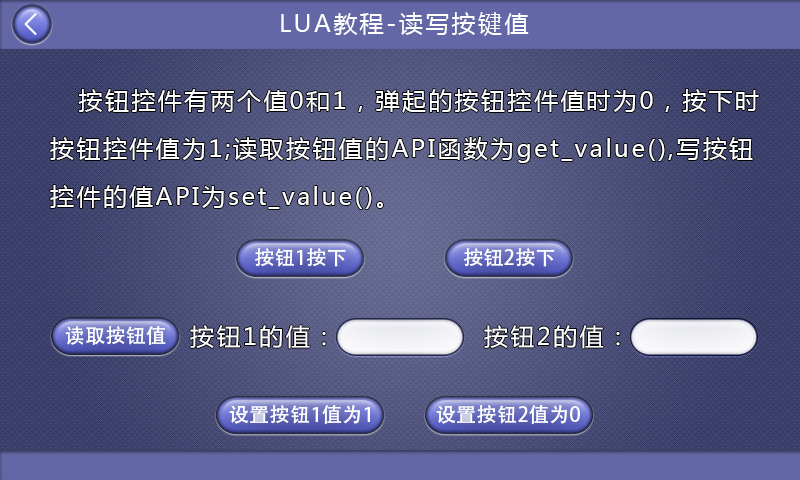 LUA教程-读写按键值
按钮控件有两个值0和1，弹起的按钮控件值时为0，按下时
按钮控件值为1;读取按钮值的API函数为get_value(),写按钮
控件的值API为set_value()。
按钮1按下 按钮2按下
读取按钮值 按钮1的值： 按钮2的值：
设置按钮1值为1 设置按钮2值为0